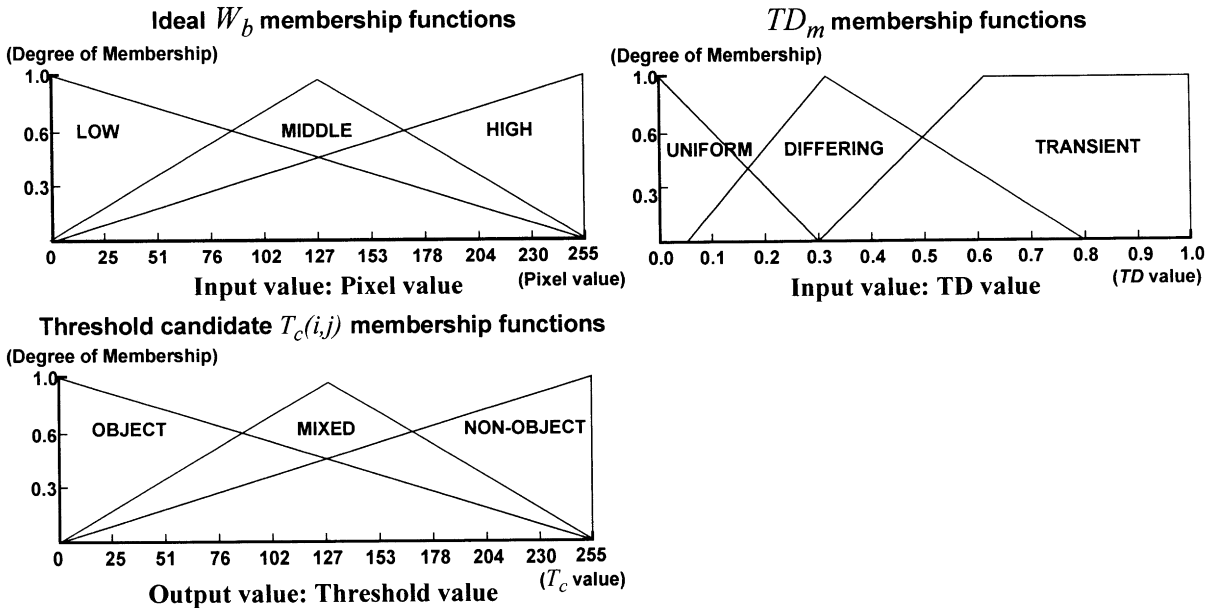 Ideal W_b membership functions
(Degree of Membership)
1.0
0.6
0.3
LOW
MIDDLE
HIGH
0 25 51 76 102 127 153 178 204 230 255
(Pixel value)
Input value: Pixel value
TD_m membership functions
(Degree of Membership)
1.0
0.6
0.3
UNIFORM
DIFFERING
TRANSIENT
0.0 0.1 0.2 0.3 0.4 0.5 0.6 0.7 0.8 0.9 1.0
(TD value)
Input value: TD value
Threshold candidate T_c(i,j) membership functions
(Degree of Membership)
1.0
0.6
0.3
OBJECT
MIXED
NON-OBJECT
0 25 51 76 102 127 153 178 204 230 255
(T_c value)
Output value: Threshold value